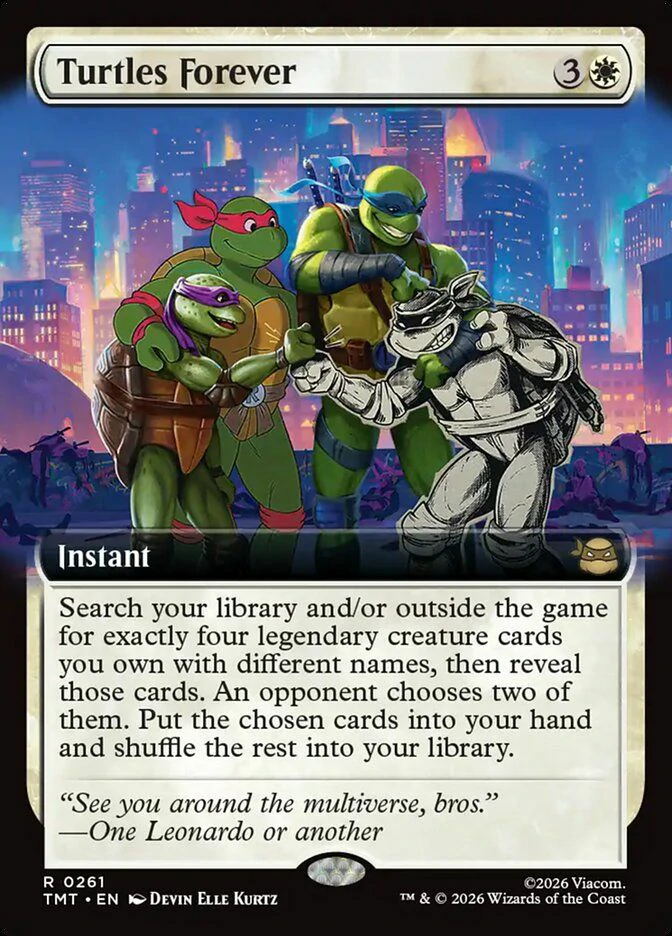 Turtles Forever 3
Instant
Search your library and/or outside the game
for exactly four legendary creature cards
you own with different names, then reveal
those cards. An opponent chooses two of
them. Put the chosen cards into your hand
and shuffle the rest into your library.
“See you around the multiverse, bros.”
—One Leonardo or another
R 0261
©2026 Viacom.
TMT • EN Devin Elle Kurtz
™ & © 2026 Wizards of the Coast